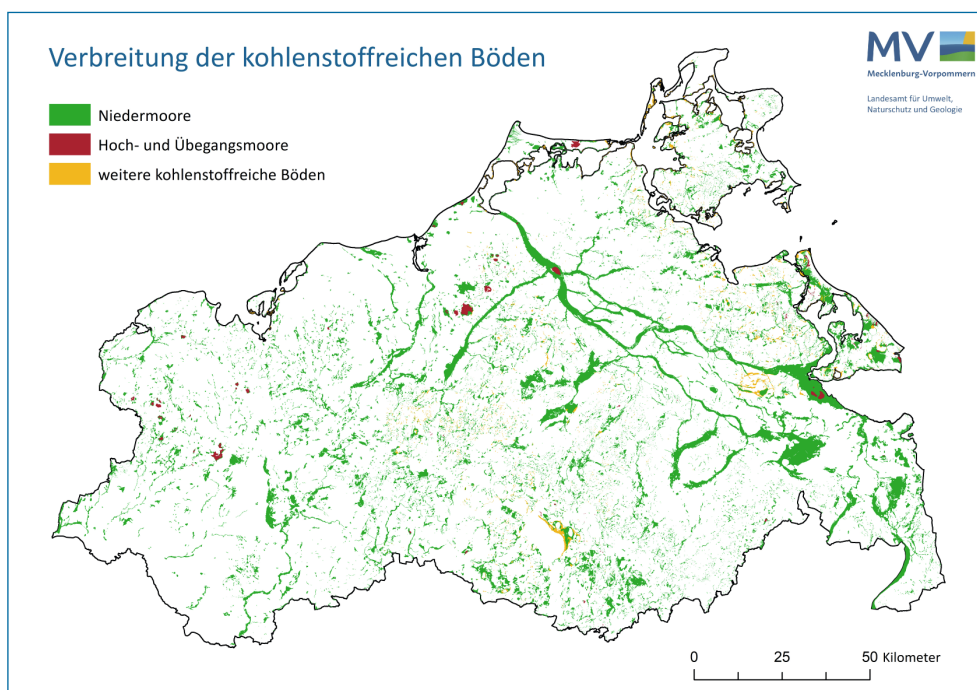 Verbreitung der kohlenstoffreichen Böden
Niedermoore
Hoch- und Übegangsmoore
weitere kohlenstoffreiche Böden
MV
Mecklenburg-Vorpommern
Landesamt für Umwelt,
Naturschutz und Geologie
0 25 50 Kilometer